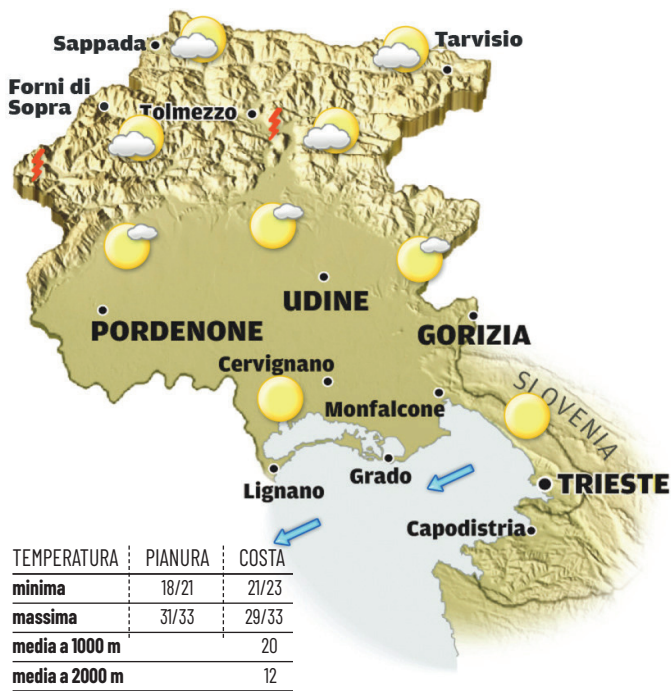 Sappada
Tarvisio
Forni di
Sopra
Tolmezzo
UDINE
PORDENONE
GORIZIA
Cervignano
SLOVENIA
Monfalcone
Grado
TRIESTE
Lignano
Capodistria
TEMPERATURA PIANURA COSTA
minima 18/21 21/23
massima 31/33 29/33
media a 1000 m 20
media a 2000 m 12